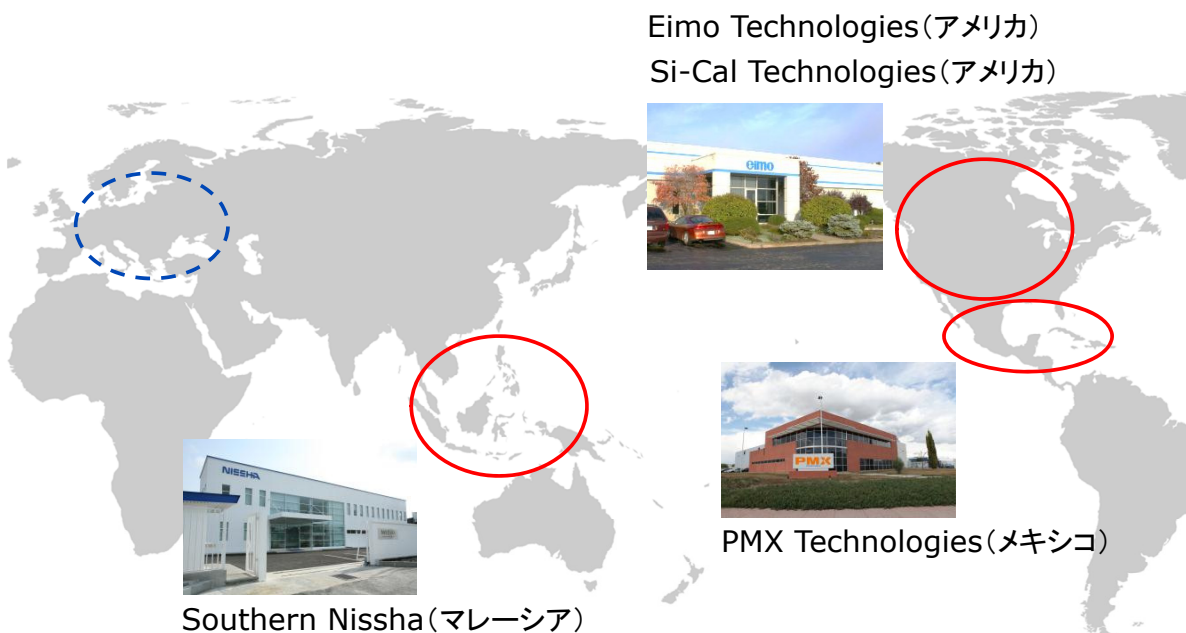 Eimo Technologies（アメリカ）
Si-Cal Technologies（アメリカ）
eimo
NISSHA
PMX
PMX Technologies（メキシコ）
Southern Nissha（マレーシア）